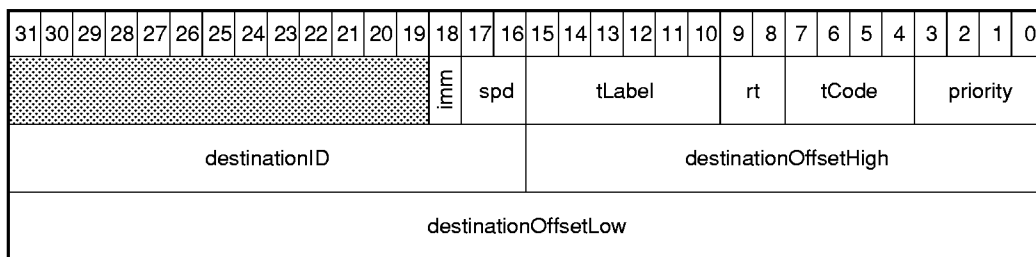 31 30 29 28 27 26 25 24 23 22 21 20 19 18 17 16 15 14 13 12 11 10 9 8 7 6 5 4 3 2 1 0
imm spd tLabel rt tCode priority
destinationID destinationOffsetHigh
destinationOffsetLow